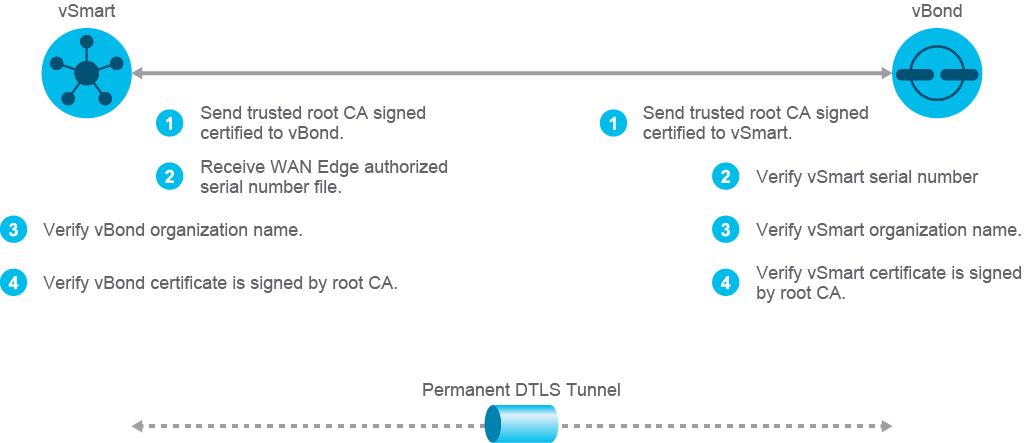 vSmart
vBond
1 Send trusted root CA signed
certified to vBond.
2 Receive WAN Edge authorized
serial number file.
3 Verify vBond organization name.
4 Verify vBond certificate is signed by root CA.
1 Send trusted root CA signed
certified to vSmart.
2 Verify vSmart serial number
3 Verify vSmart organization name.
4 Verify vSmart certificate is signed
by root CA.
Permanent DTLS Tunnel